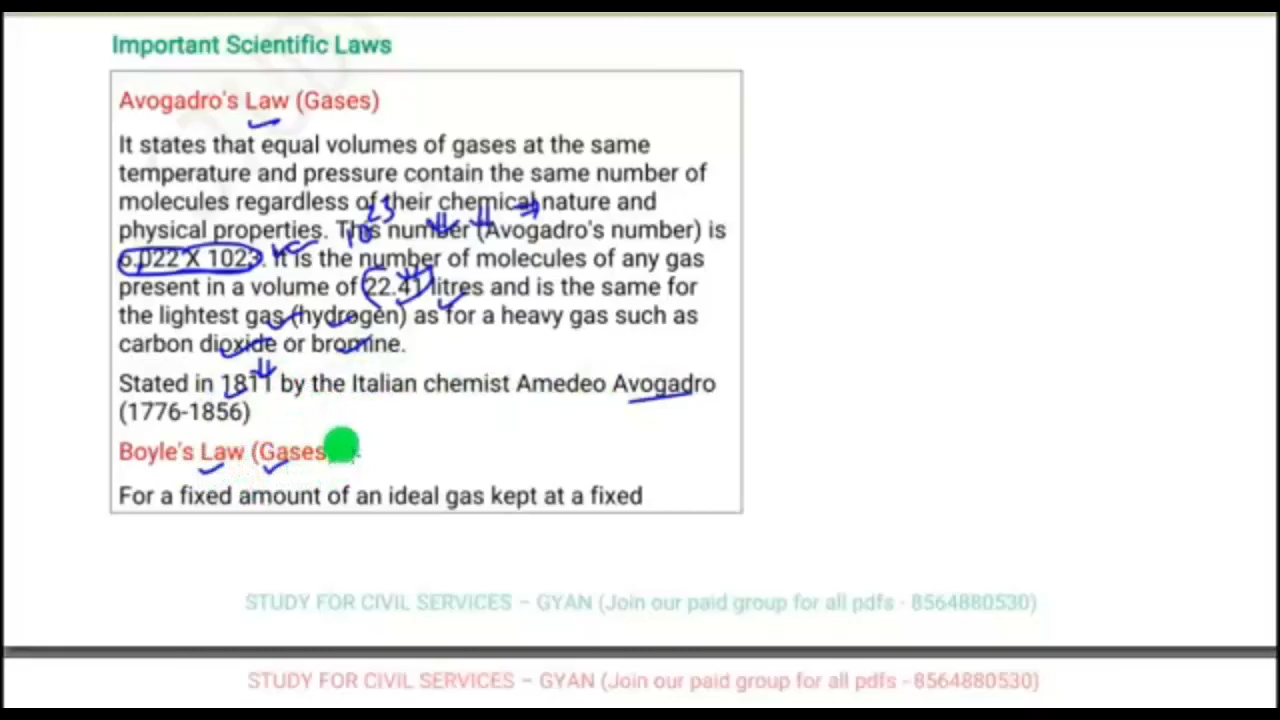 Important Scientific Laws
Avogadro's Law (Gases)
It states that equal volumes of gases at the same
temperature and pressure contain the same number of
molecules regardless of their chemical nature and
physical properties. This number (Avogadro's number) is
10^23
6.022 X 1023. It is the number of molecules of any gas
present in a volume of 22.41 litres and is the same for
the lightest gas (hydrogen) as for a heavy gas such as
carbon dioxide or bromine.
Stated in 1811 by the Italian chemist Amedeo Avogadro
(1776-1856)
Boyle's Law (Gases
For a fixed amount of an ideal gas kept at a fixed
STUDY FOR CIVIL SERVICES – GYAN (Join our paid group for all pdfs - 8564880530)
STUDY FOR CIVIL SERVICES – GYAN (Join our paid group for all pdfs - 8564880530)